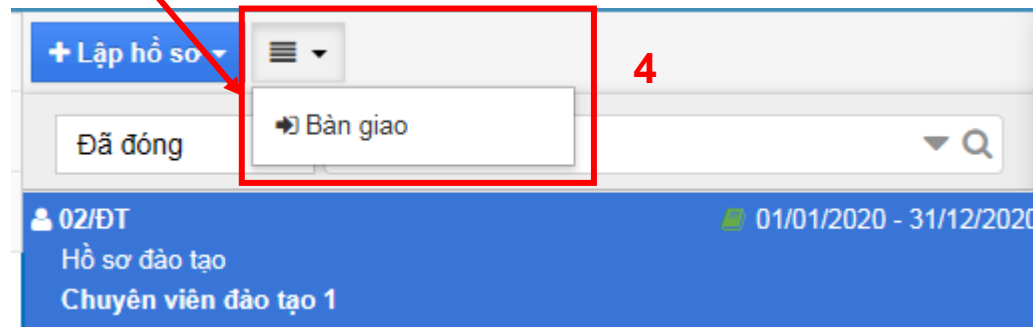 Lập hồ sơ
4
Bàn giao
Đã đóng
02/ĐT
01/01/2020 - 31/12/2020
Hồ sơ đào tạo
Chuyên viên đào tạo 1